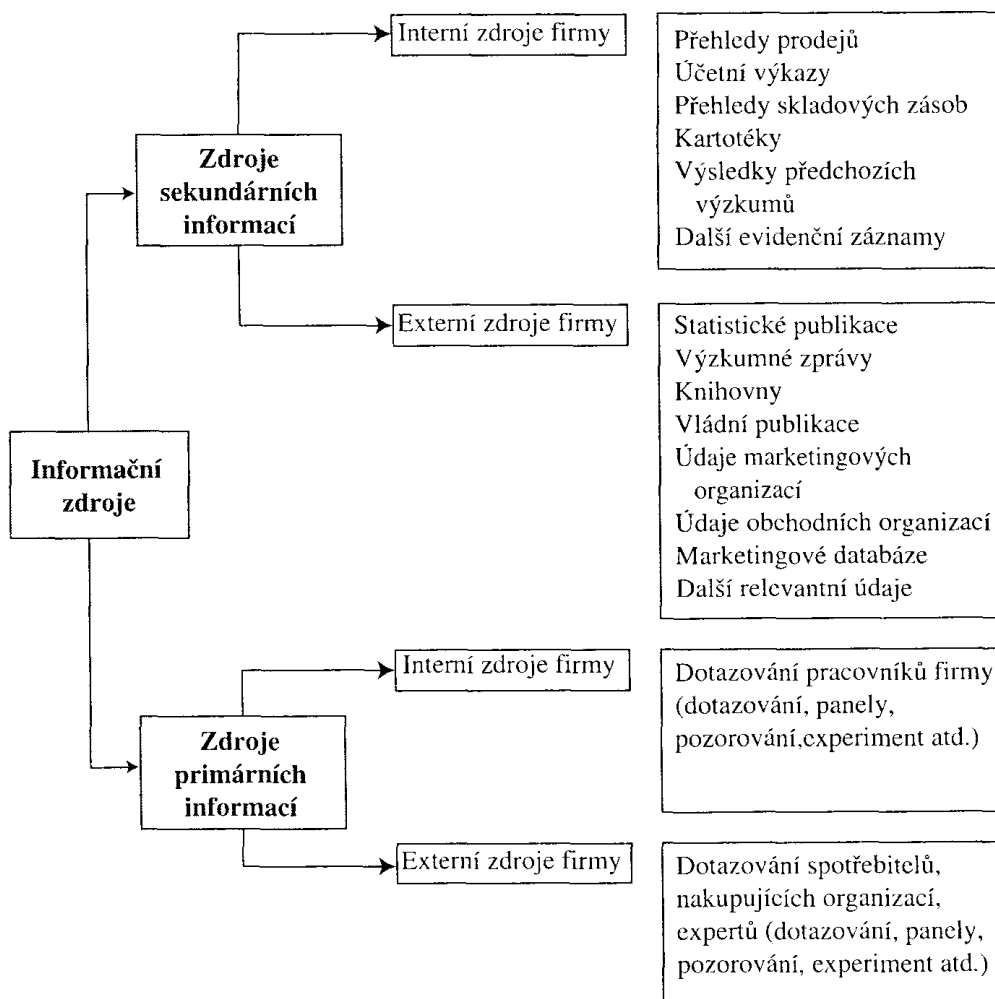 Interní zdroje firmy
Přehledy prodejů
Účetní výkazy
Přehledy skladových zásob
Kartotéky
Výsledky předchozích
výzkumů
Další evidenční záznamy
Zdroje
sekundárních
informací
Externí zdroje firmy
Statistické publikace
Výzkumné zprávy
Knihovny
Vládní publikace
Údaje marketingových
organizací
Údaje obchodních organizací
Marketingové databáze
Další relevantní údaje
Informační
zdroje
Interní zdroje firmy
Dotazování pracovníků firmy
(dotazování, panely,
pozorování,experiment atd.)
Zdroje
primárních
informací
Externí zdroje firmy
Dotazování spotřebitelů,
nakupujících organizací,
expertů (dotazování, panely,
pozorování, experiment atd.)